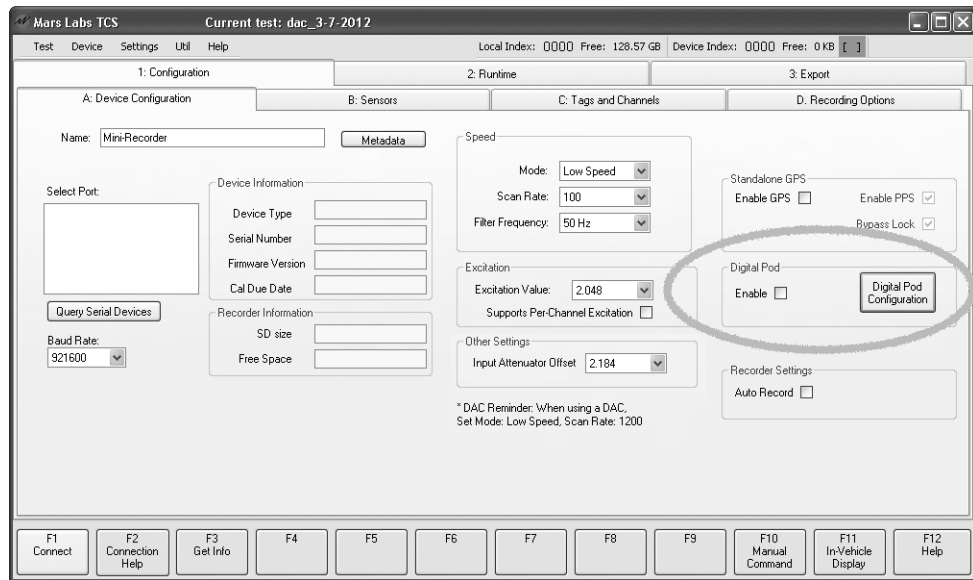 Mars Labs TCS Current test: dac_3-7-2012
Test Device Settings Util Help Local Index: 0000 Free: 128.57 GB Device Index: 0000 Free: 0 KB [ ]
1: Configuration 2: Runtime 3: Export
A: Device Configuration B: Sensors C: Tags and Channels D. Recording Options
Name: Mini-Recorder Metadata
Select Port:
Query Serial Devices
Baud Rate:
921600
Device Information
Device Type
Serial Number
Firmware Version
Cal Due Date
Recorder Information
SD size
Free Space
Speed
Mode: Low Speed
Scan Rate: 100
Filter Frequency: 50 Hz
Excitation
Excitation Value: 2.048
Supports Per-Channel Excitation
Other Settings
Input Attenuator Offset 2.184
* DAC Reminder: When using a DAC,
Set Mode: Low Speed, Scan Rate: 1200
Standalone GPS
Enable GPS Enable PPS
Bypass Lock
Digital Pod
Enable
Digital Pod
Configuration
Recorder Settings
Auto Record
F1
Connect
F2
Connection
Help
F3
Get Info
F4
F5
F6
F7
F8
F9
F10
Manual
Command
F11
In-Vehicle
Display
F12
Help